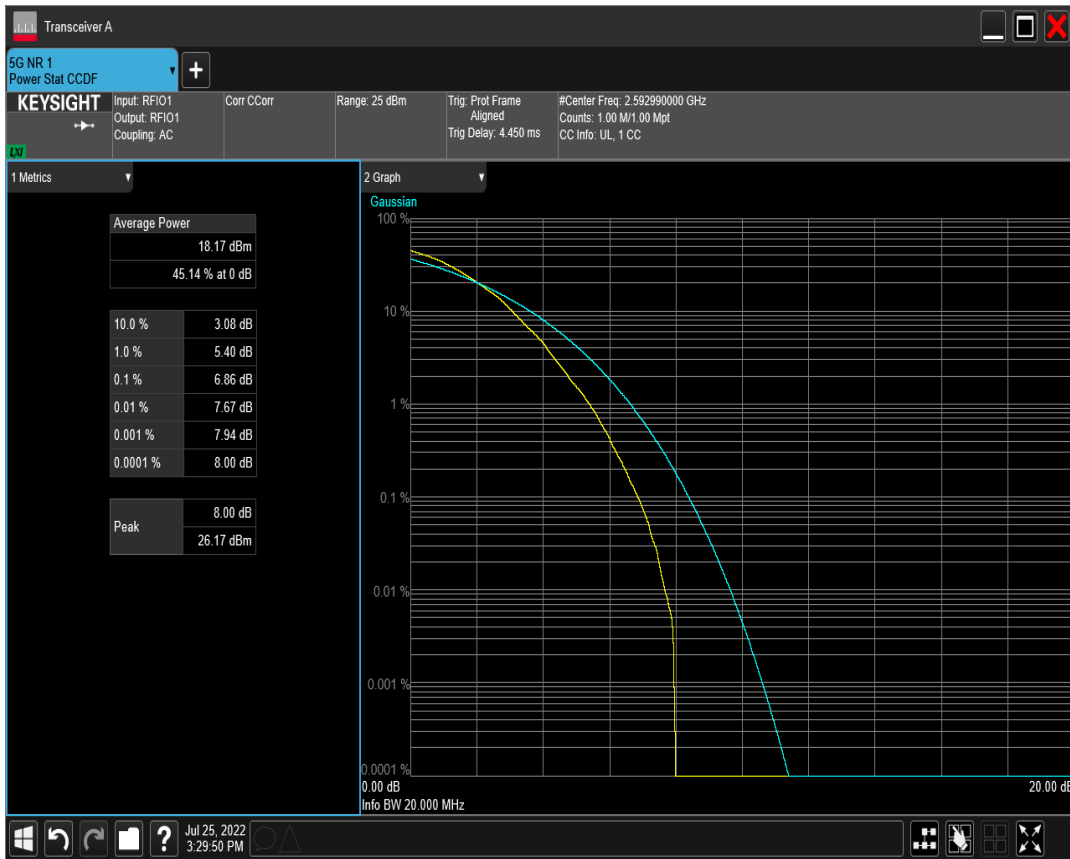 Transceiver A
5G NR 1
Power Stat CCDF
KEYSIGHT
LXI
Input: RFIO1
Output: RFIO1
Coupling: AC
Corr CCorr
Range: 25 dBm
Trig: Prot Frame
Aligned
Trig Delay: 4.450 ms
#Center Freq: 2.592990000 GHz
Counts: 1.00 M/1.00 Mpt
CC Info: UL, 1 CC
1 Metrics
Average Power
18.17 dBm
45.14 % at 0 dB
10.0 % 3.08 dB
1.0 % 5.40 dB
0.1 % 6.86 dB
0.01 % 7.67 dB
0.001 % 7.94 dB
0.0001 % 8.00 dB
Peak
8.00 dB
26.17 dBm
2 Graph
Gaussian
100 %
10 %
1 %
0.1 %
0.01 %
0.001 %
0.0001 %
0.00 dB
20.00 dB
Info BW 20.000 MHz
?
Jul 25, 2022
3:29:50 PM